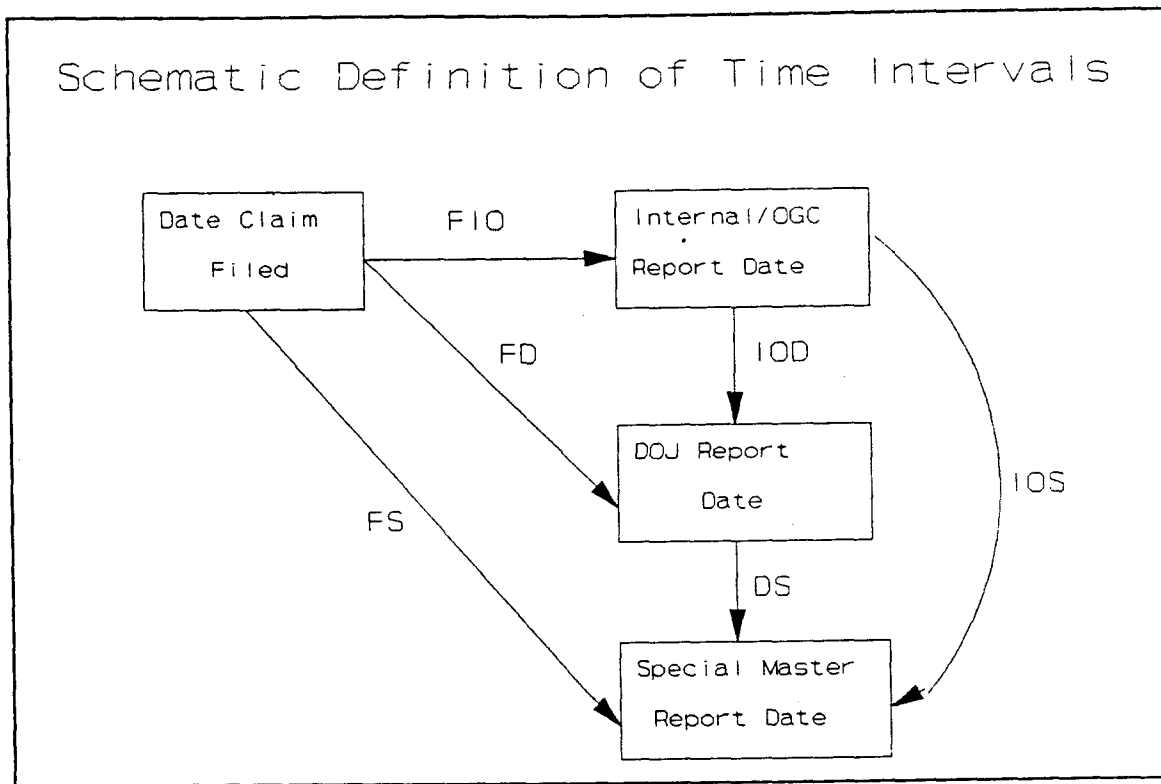 Schematic Definition of Time Intervals
Date Claim
Filed
FIO
Internal/OGC
Report Date
FD
IOD
DOJ Report
Date
IOS
FS
DS
Special Master
Report Date